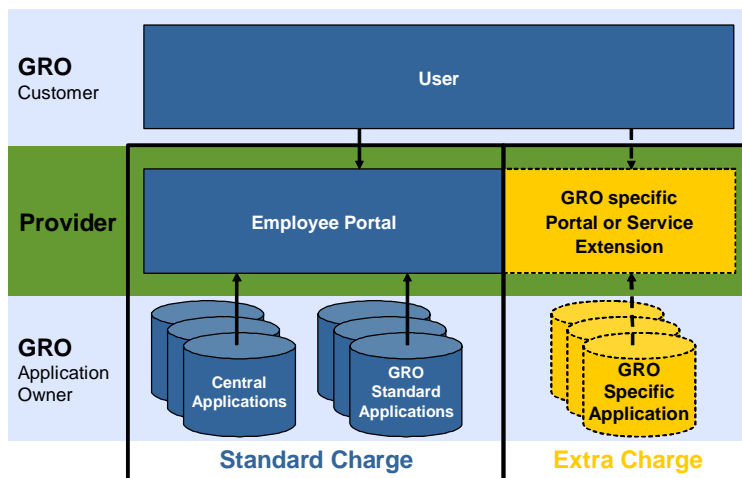 GRO
Customer
User
Provider
Employee Portal
GRO specific
Portal or Service
Extension
GRO
Application
Owner
Central
Applications
GRO
Standard
Applications
GRO
Specific
Application
Standard Charge
Extra Charge